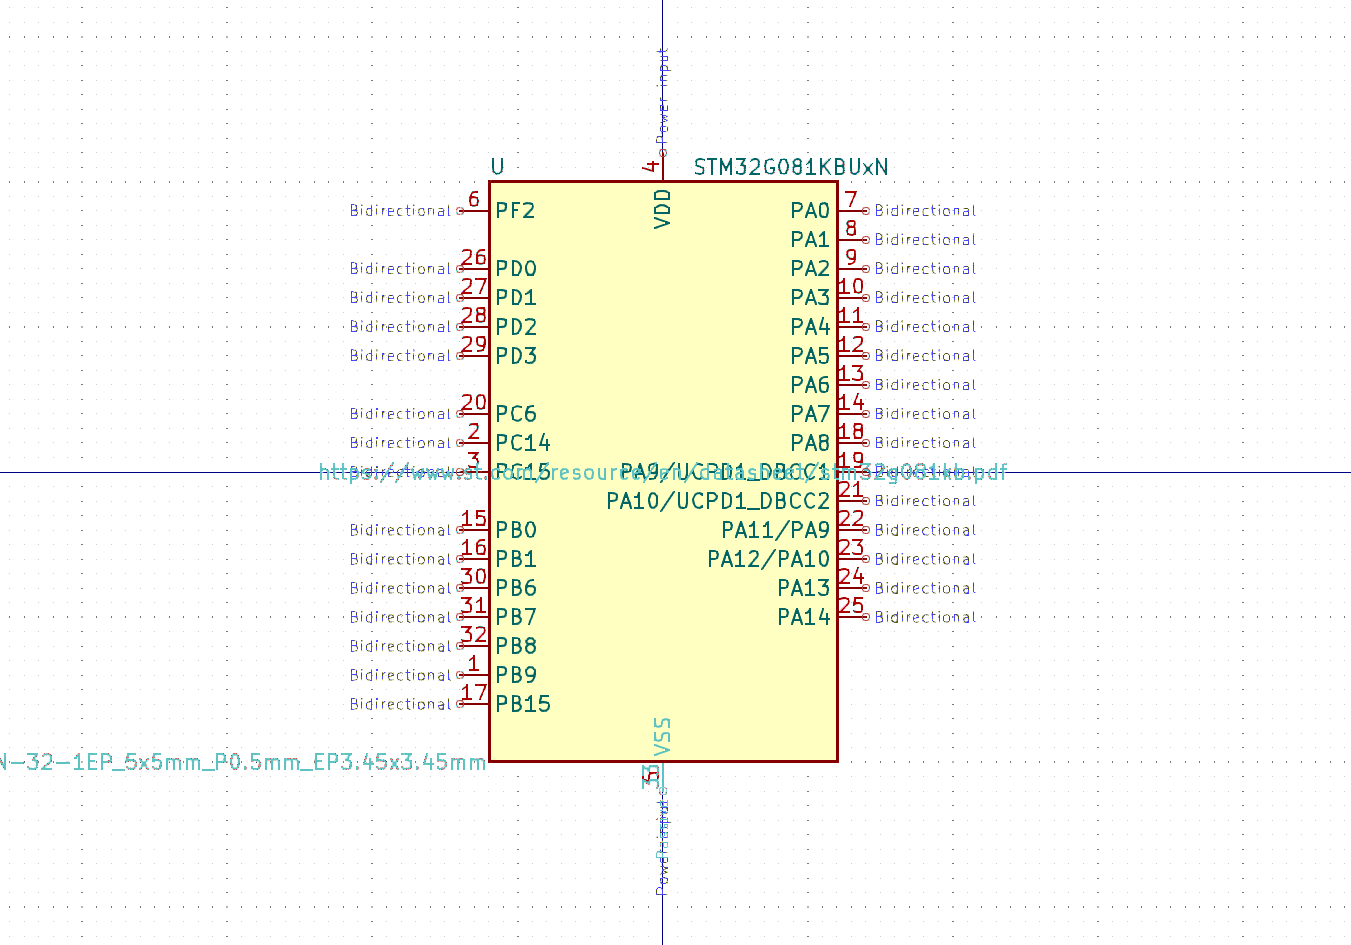 Power input
4
U STM32G081KBUxN
VDD
Bidirectional 6 PF2 PA0 7 Bidirectional
PA1 8 Bidirectional
Bidirectional 26 PD0 PA2 9 Bidirectional
Bidirectional 27 PD1 PA3 10 Bidirectional
Bidirectional 28 PD2 PA4 11 Bidirectional
Bidirectional 29 PD3 PA5 12 Bidirectional
PA6 13 Bidirectional
Bidirectional 20 PC6 PA7 14 Bidirectional
Bidirectional 2 PC14 PA8 18 Bidirectional
Bidirectional 3 PC15 PA9/UCPD1_DBCC1 19 Bidirectional
https://www.st.com/resource/en/datasheet/stm32g081kb.pdf
PA10/UCPD1_DBCC2 21 Bidirectional
Bidirectional 15 PB0 PA11/PA9 22 Bidirectional
Bidirectional 16 PB1 PA12/PA10 23 Bidirectional
Bidirectional 30 PB6 PA13 24 Bidirectional
Bidirectional 31 PB7 PA14 25 Bidirectional
Bidirectional 32 PB8
Bidirectional 1 PB9
Bidirectional 17 PB15
VSS
N-32-1EP_5x5mm_P0.5mm_EP3.45x3.45mm
33
5
Power input